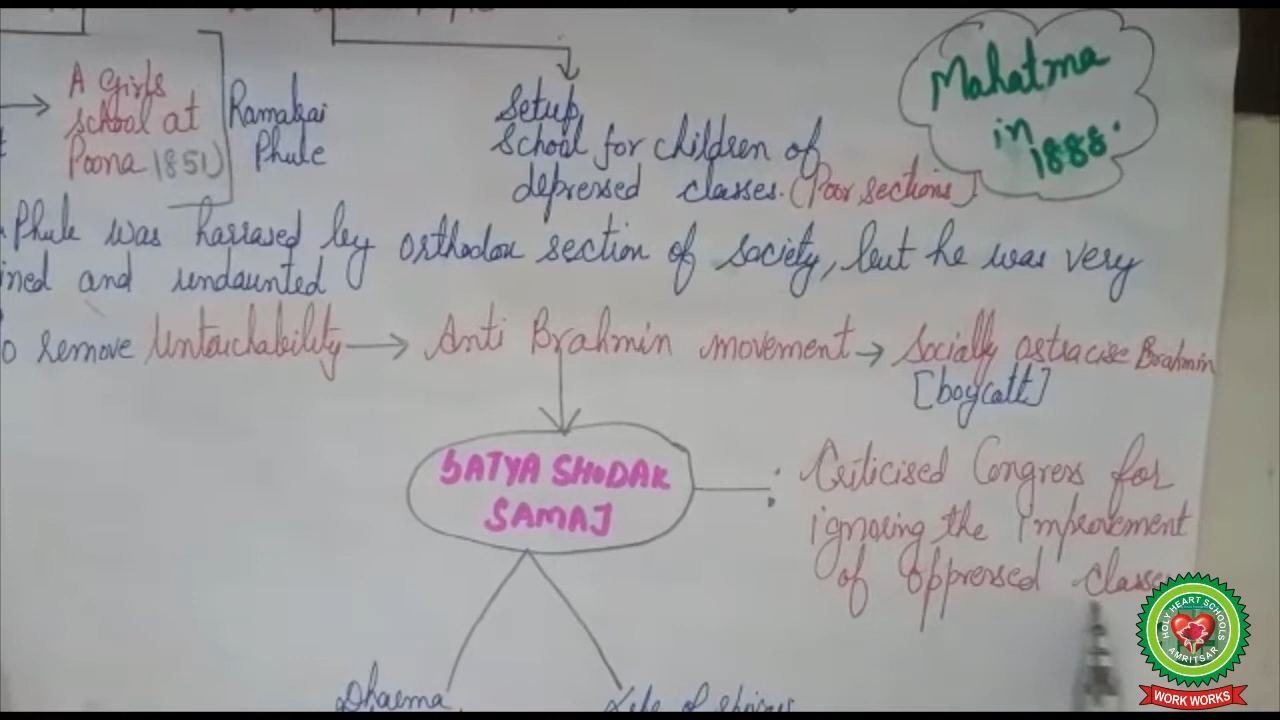 A Girls
school at
Poona 1851)
Ramabai
Phule
Setup
School for children of
depressed classes. (Poor sections)
Mahatma
in
1888.
Phule was harrased by orthodox section of society, but he was very
ined and undaunted
o remove Untouchability → Anti Brahmin movement → Socially ostracise Brahmin
[boycott]
SATYA SHODAK
SAMAJ
: Criticised Congress for
ignoring the improvement
of oppressed classes
Dharma
HOLY HEART SCHOOLS
AMRITSAR
WORK WORKS